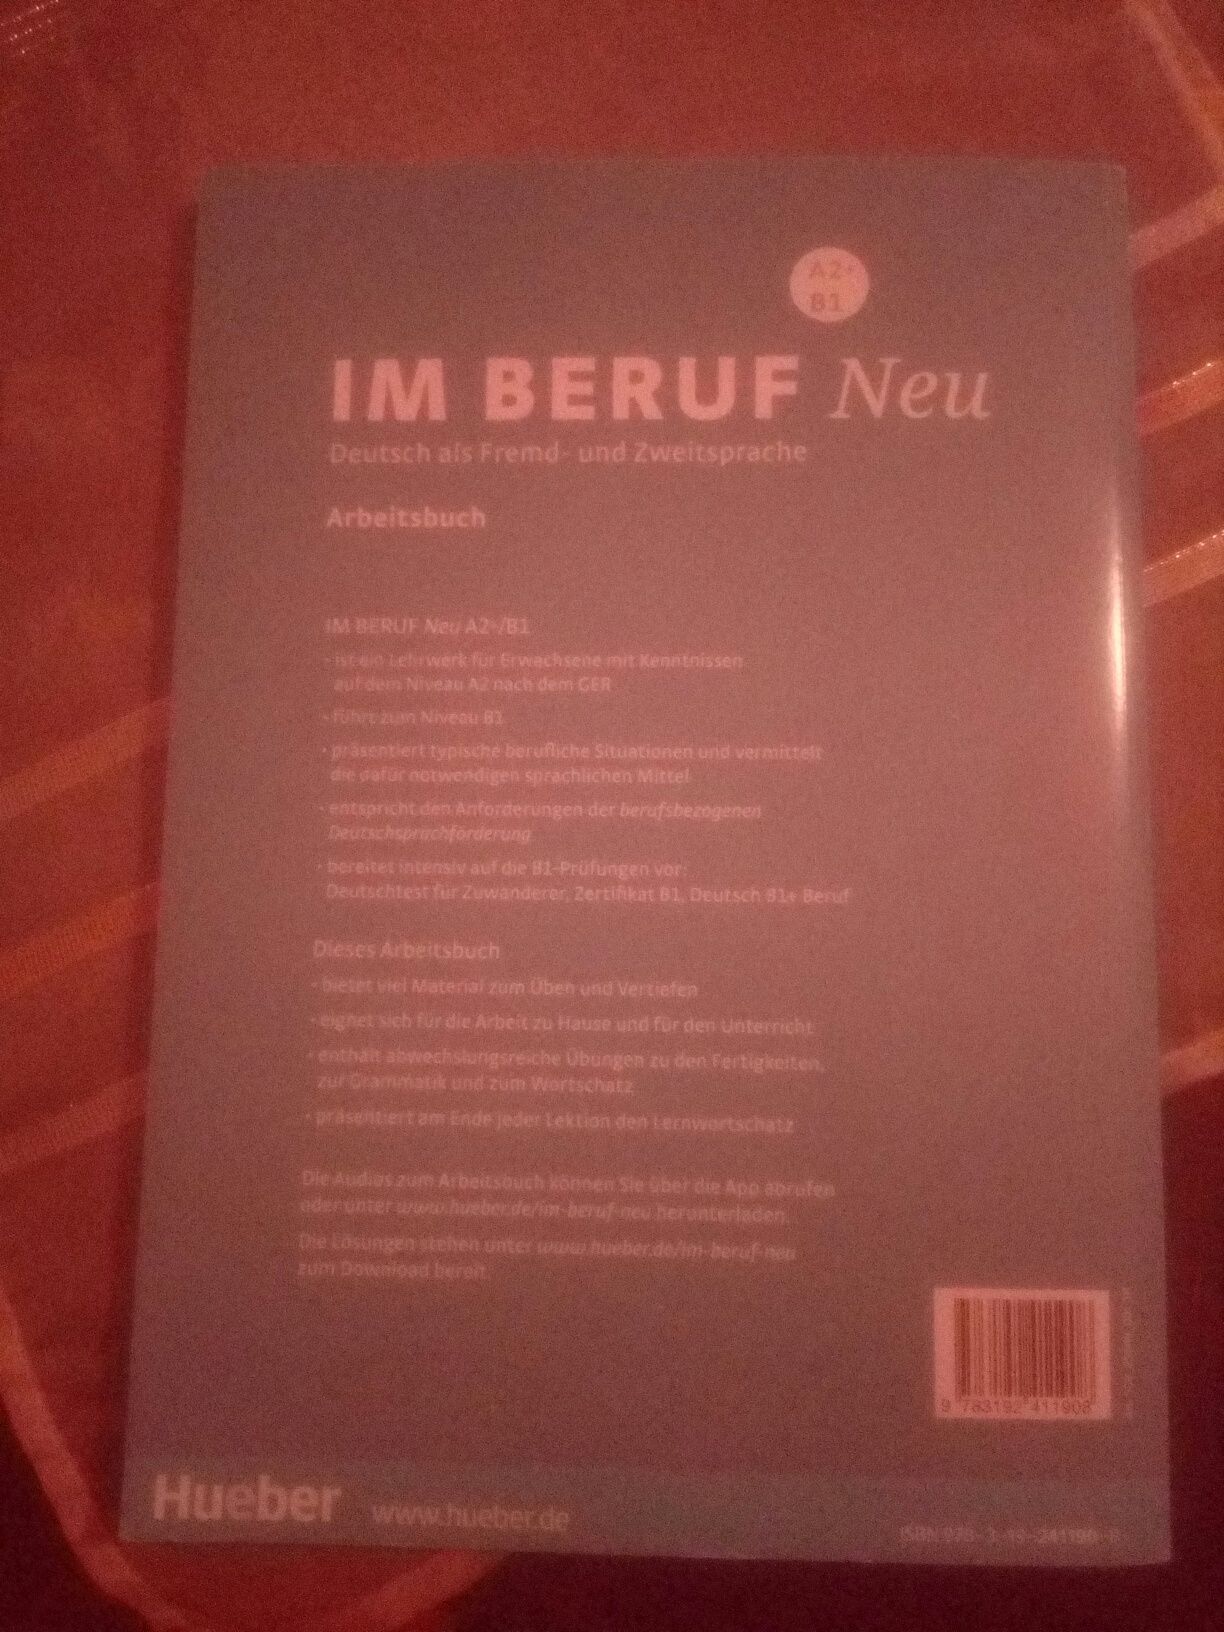 A2+
B1
IM BERUF Neu
Deutsch als Fremd- und Zweitsprache
Arbeitsbuch
IM BERUF Neu A2+/B1
· ist ein Lehrwerk für Erwachsene mit Kenntnissen
auf dem Niveau A2 nach dem GER
· führt zum Niveau B1
· präsentiert typische berufliche Situationen und vermittelt
die dafür notwendigen sprachlichen Mittel
· entspricht den Anforderungen der berufsbezogenen
Deutschsprachförderung
· bereitet intensiv auf die B1-Prüfungen vor:
Deutschtest für Zuwanderer, Zertifikat B1, Deutsch B1+ Beruf
Dieses Arbeitsbuch
· bietet viel Material zum Üben und Vertiefen
· eignet sich für die Arbeit zu Hause und für den Unterricht
· enthält abwechslungsreiche Übungen zu den Fertigkeiten,
zur Grammatik und zum Wortschatz
· präsentiert am Ende jeder Lektion den Lernwortschatz
Die Audios zum Arbeitsbuch können Sie über die App abrufen
oder unter www.hueber.de/im-beruf-neu herunterladen.
Die Lösungen stehen unter www.hueber.de/im-beruf-neu
zum Download bereit.
9 783192 411908
Hueber www.hueber.de
ISBN